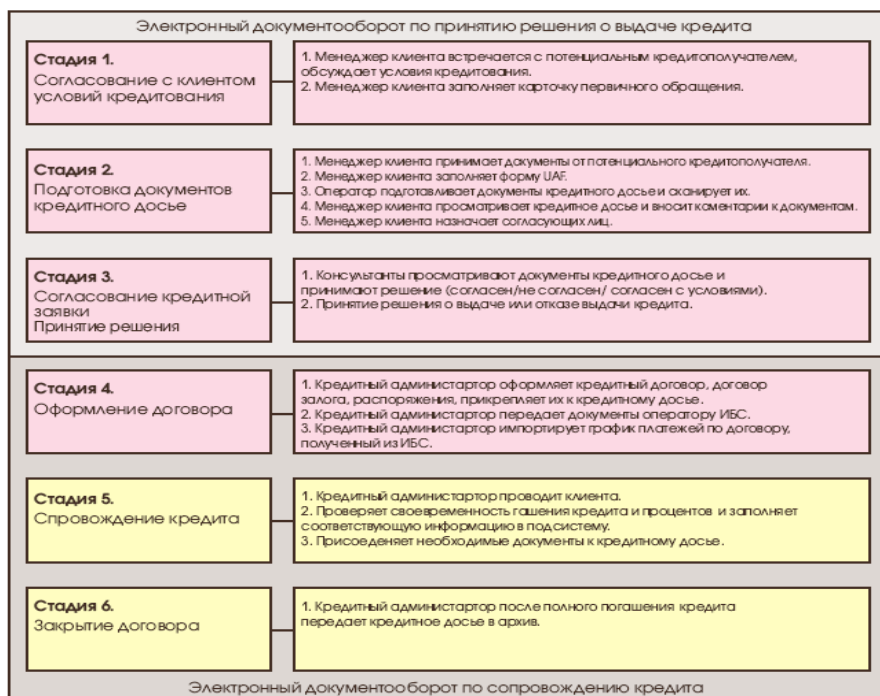 Электронный документооборот по принятию решения о выдаче кредита
Стадия 1.
Согласование с клиентом
условий кредитования
1. Менеджер клиента встречается с потенциальным кредитополучателем,
обсуждает условия кредитования.
2. Менеджер клиента заполняет карточку первичного обращения.
Стадия 2.
Подготовка документов
кредитного досье
1. Менеджер клиента принимает документы от потенциального кредитополучателя.
2. Менеджер клиента заполняет форму UAF.
3. Оператор подготавливает документы кредитного досье и сканирует их.
4. Менеджер клиента просматривает кредитное досье и вносит коментарии к документам.
5. Менеджер клиента назначает согласующих лиц.
Стадия 3.
Согласование кредитной
заявки
Принятие решения
1. Консультанты просматривают документы кредитного досье и
принимают решение (согласен/не согласен/ согласен с условиями).
2. Принятие решения о выдаче или отказе выдачи кредита.
Стадия 4.
Оформление договора
1. Кредитный администартор оформляет кредитный договор, договор
залога, распоряжения, прикрепляет их к кредитному досье.
2. Кредитный администартор передает документы оператору ИБС.
3. Кредитный администартор импортирует график платежей по договору,
полученный из ИБС.
Стадия 5.
Спровождение кредита
1. Кредитный администартор проводит клиента.
2. Проверяет своевременность гашения кредита и процентов и заполняет
соответствующую информацию в подсистему.
3. Присоеденяет необходимые документы к кредитному досье.
Стадия 6.
Закрытие договора
1. Кредитный администартор после полного погашения кредита
передает кредитное досье в архив.
Электронный документооборот по сопровождению кредита